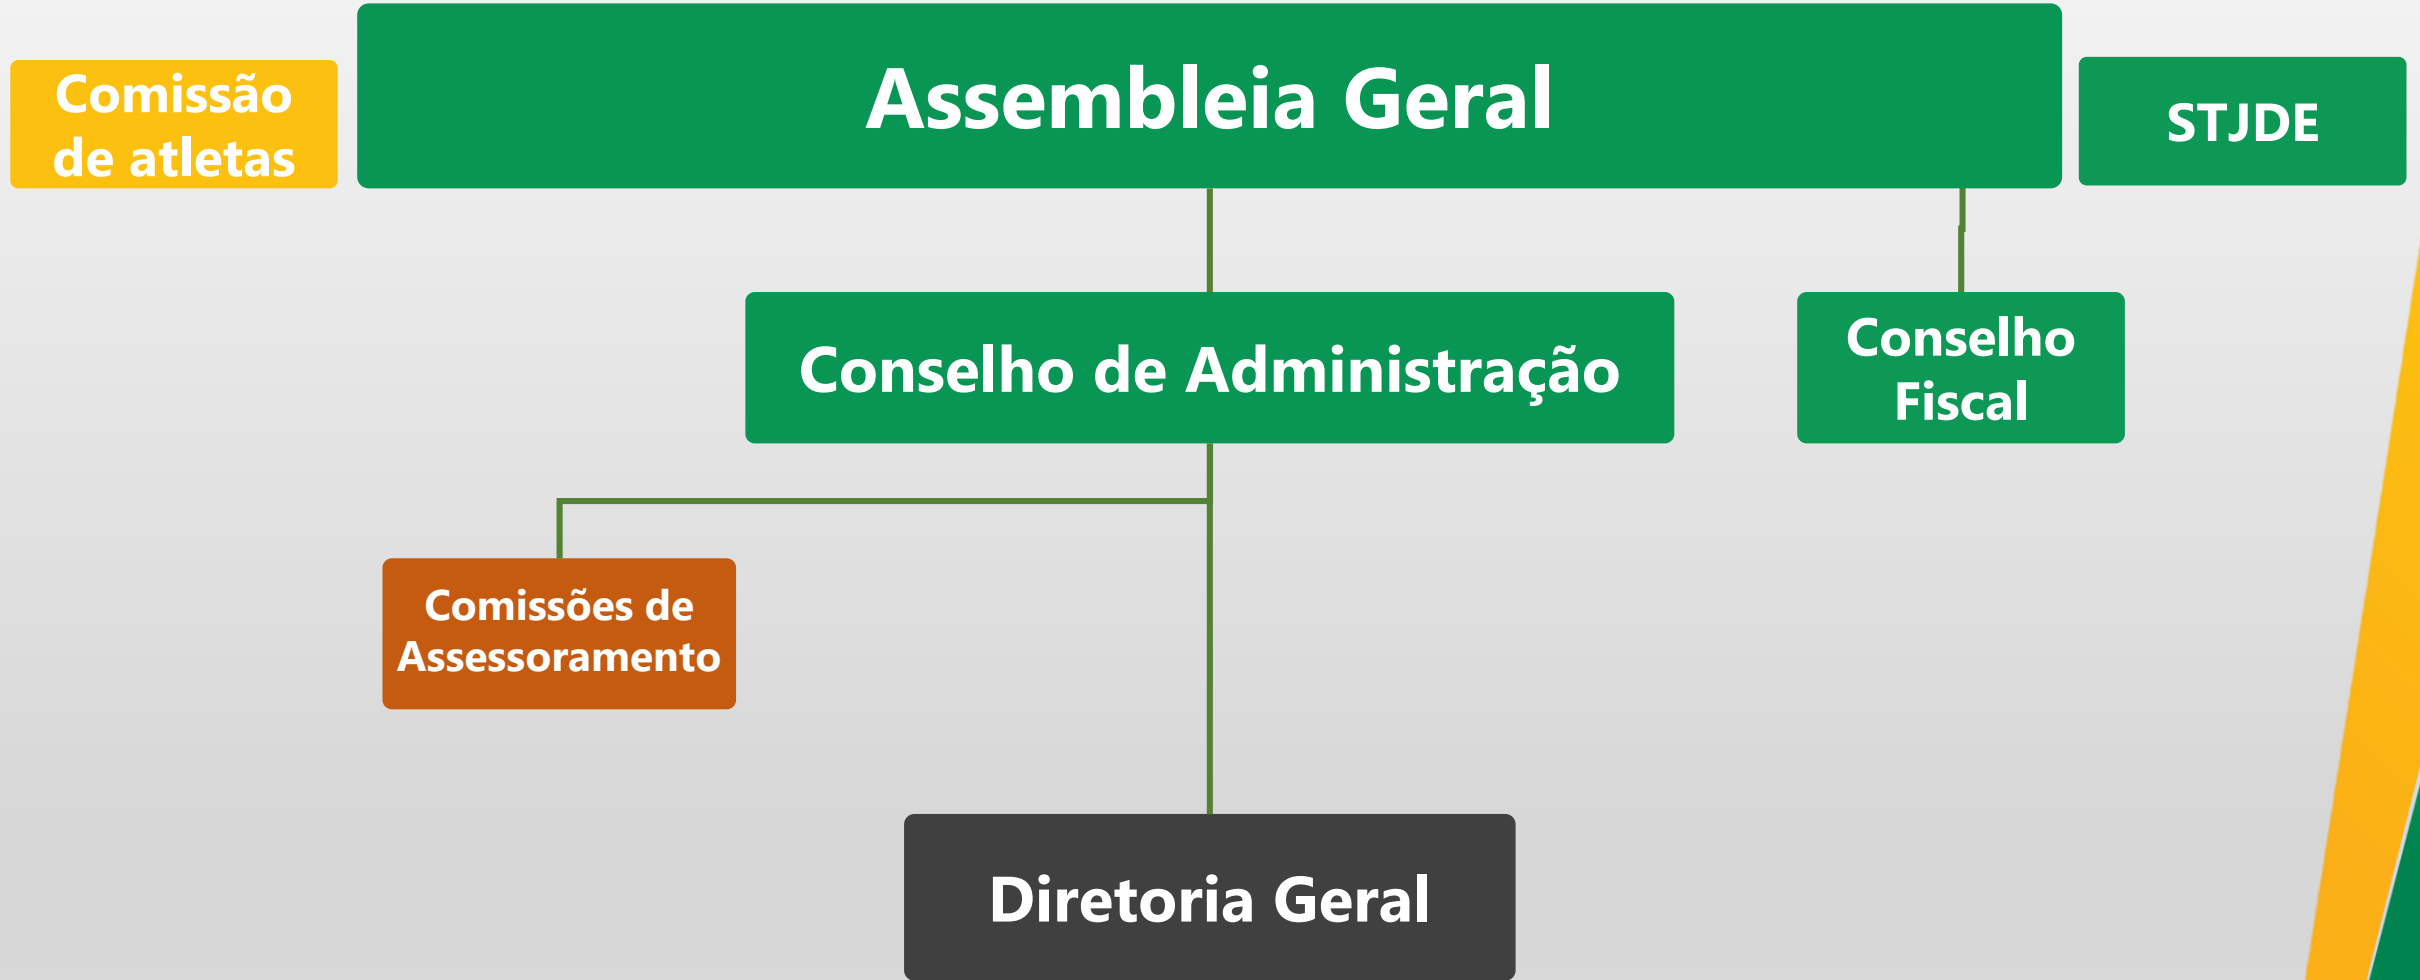 Comissão
de atletas
Assembleia Geral
STJDE
Conselho de Administração
Conselho
Fiscal
Comissões de
Assessoramento
Diretoria Geral